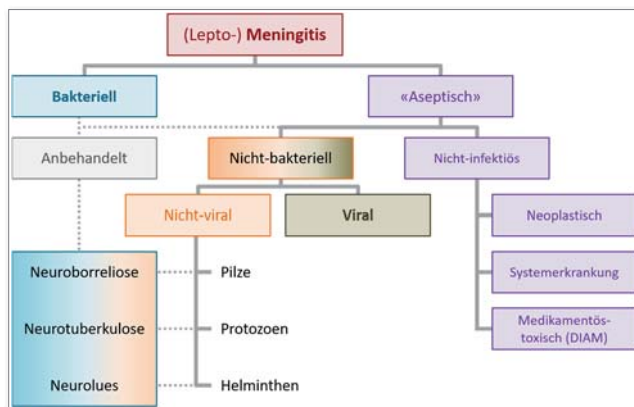 (Lepto-) Meningitis
Bakteriell
«Aseptisch»
Anbehandelt
Nicht-bakteriell
Nicht-infektiös
Nicht-viral
Viral
Neoplastisch
Neuroborreliose
Pilze
Systemerkrankung
Neurotuberkulose
Protozoen
Medikamentös-
toxisch (DIAM)
Neurolues
Helminthen